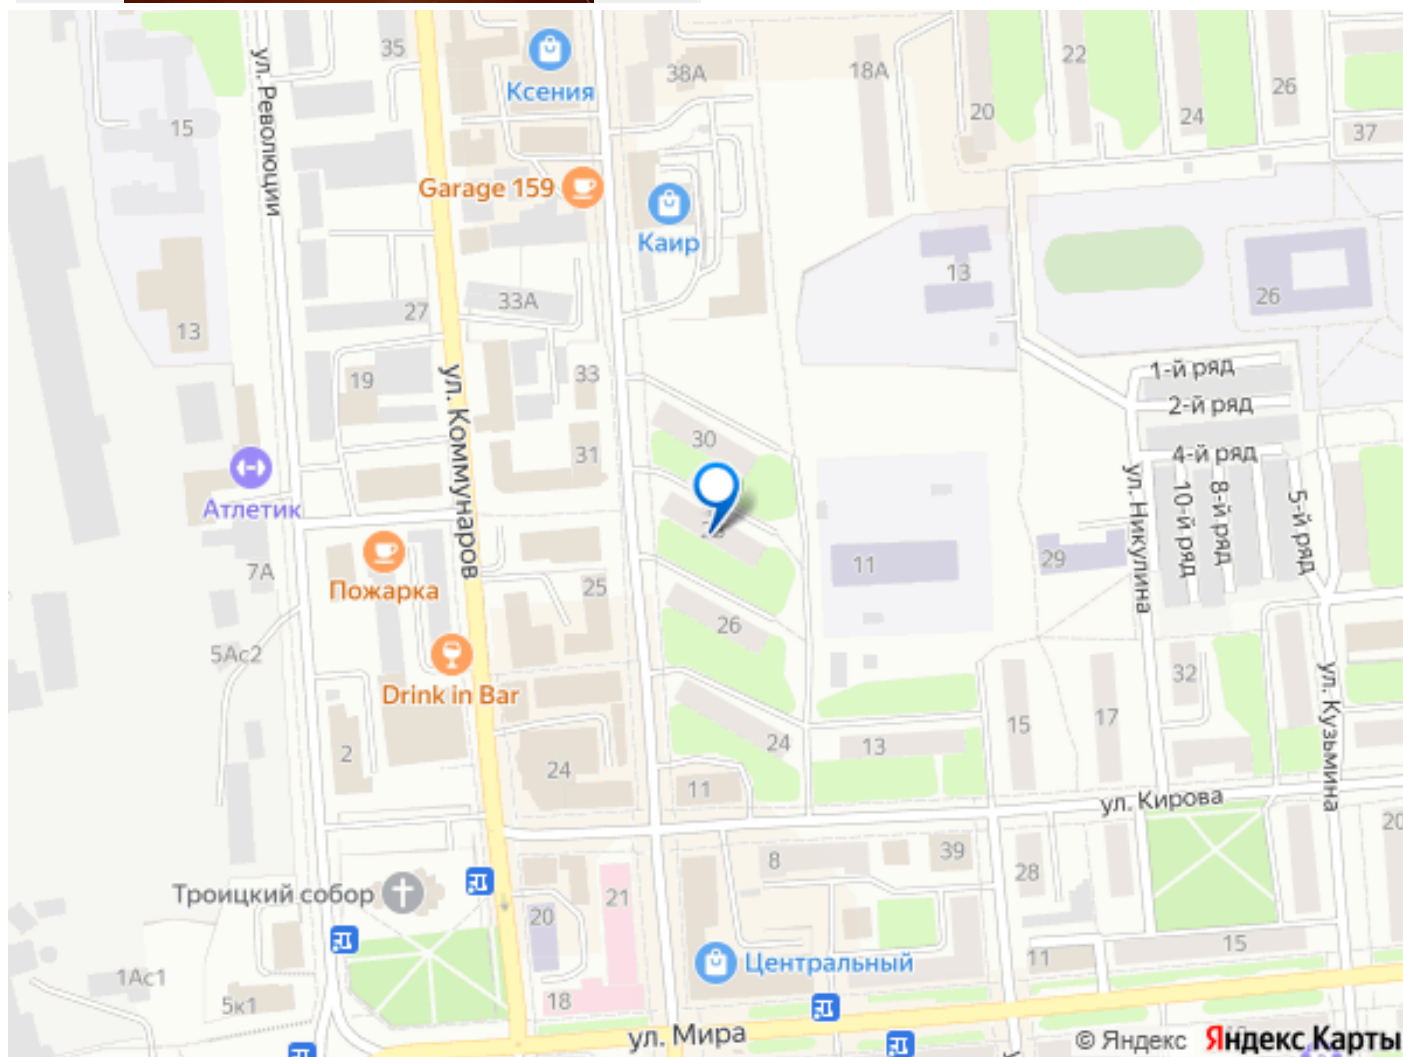 35
ул. Революции
15
Ксения
38А
18А
22
20
24
26
37
Garage 159
Каир
13
26
13
27
33А
19
ул. Коммунаров
33
31
30
1-й ряд
2-й ряд
4-й ряд
10-й ряд
8-й ряд
5-й ряд
ул. Никулина
Атлетик
Пожарка
7А
25
26
11
29
5Ас2
Drink in Bar
2
24
24
13
15
17
32
ул. Кузьмина
11
ул. Кирова
20
8
39
28
Троицкий собор
21
20
Центральный
15
11
1Ас1
5к1
18
ул. Мира
© Яндекс Яндекс Карты